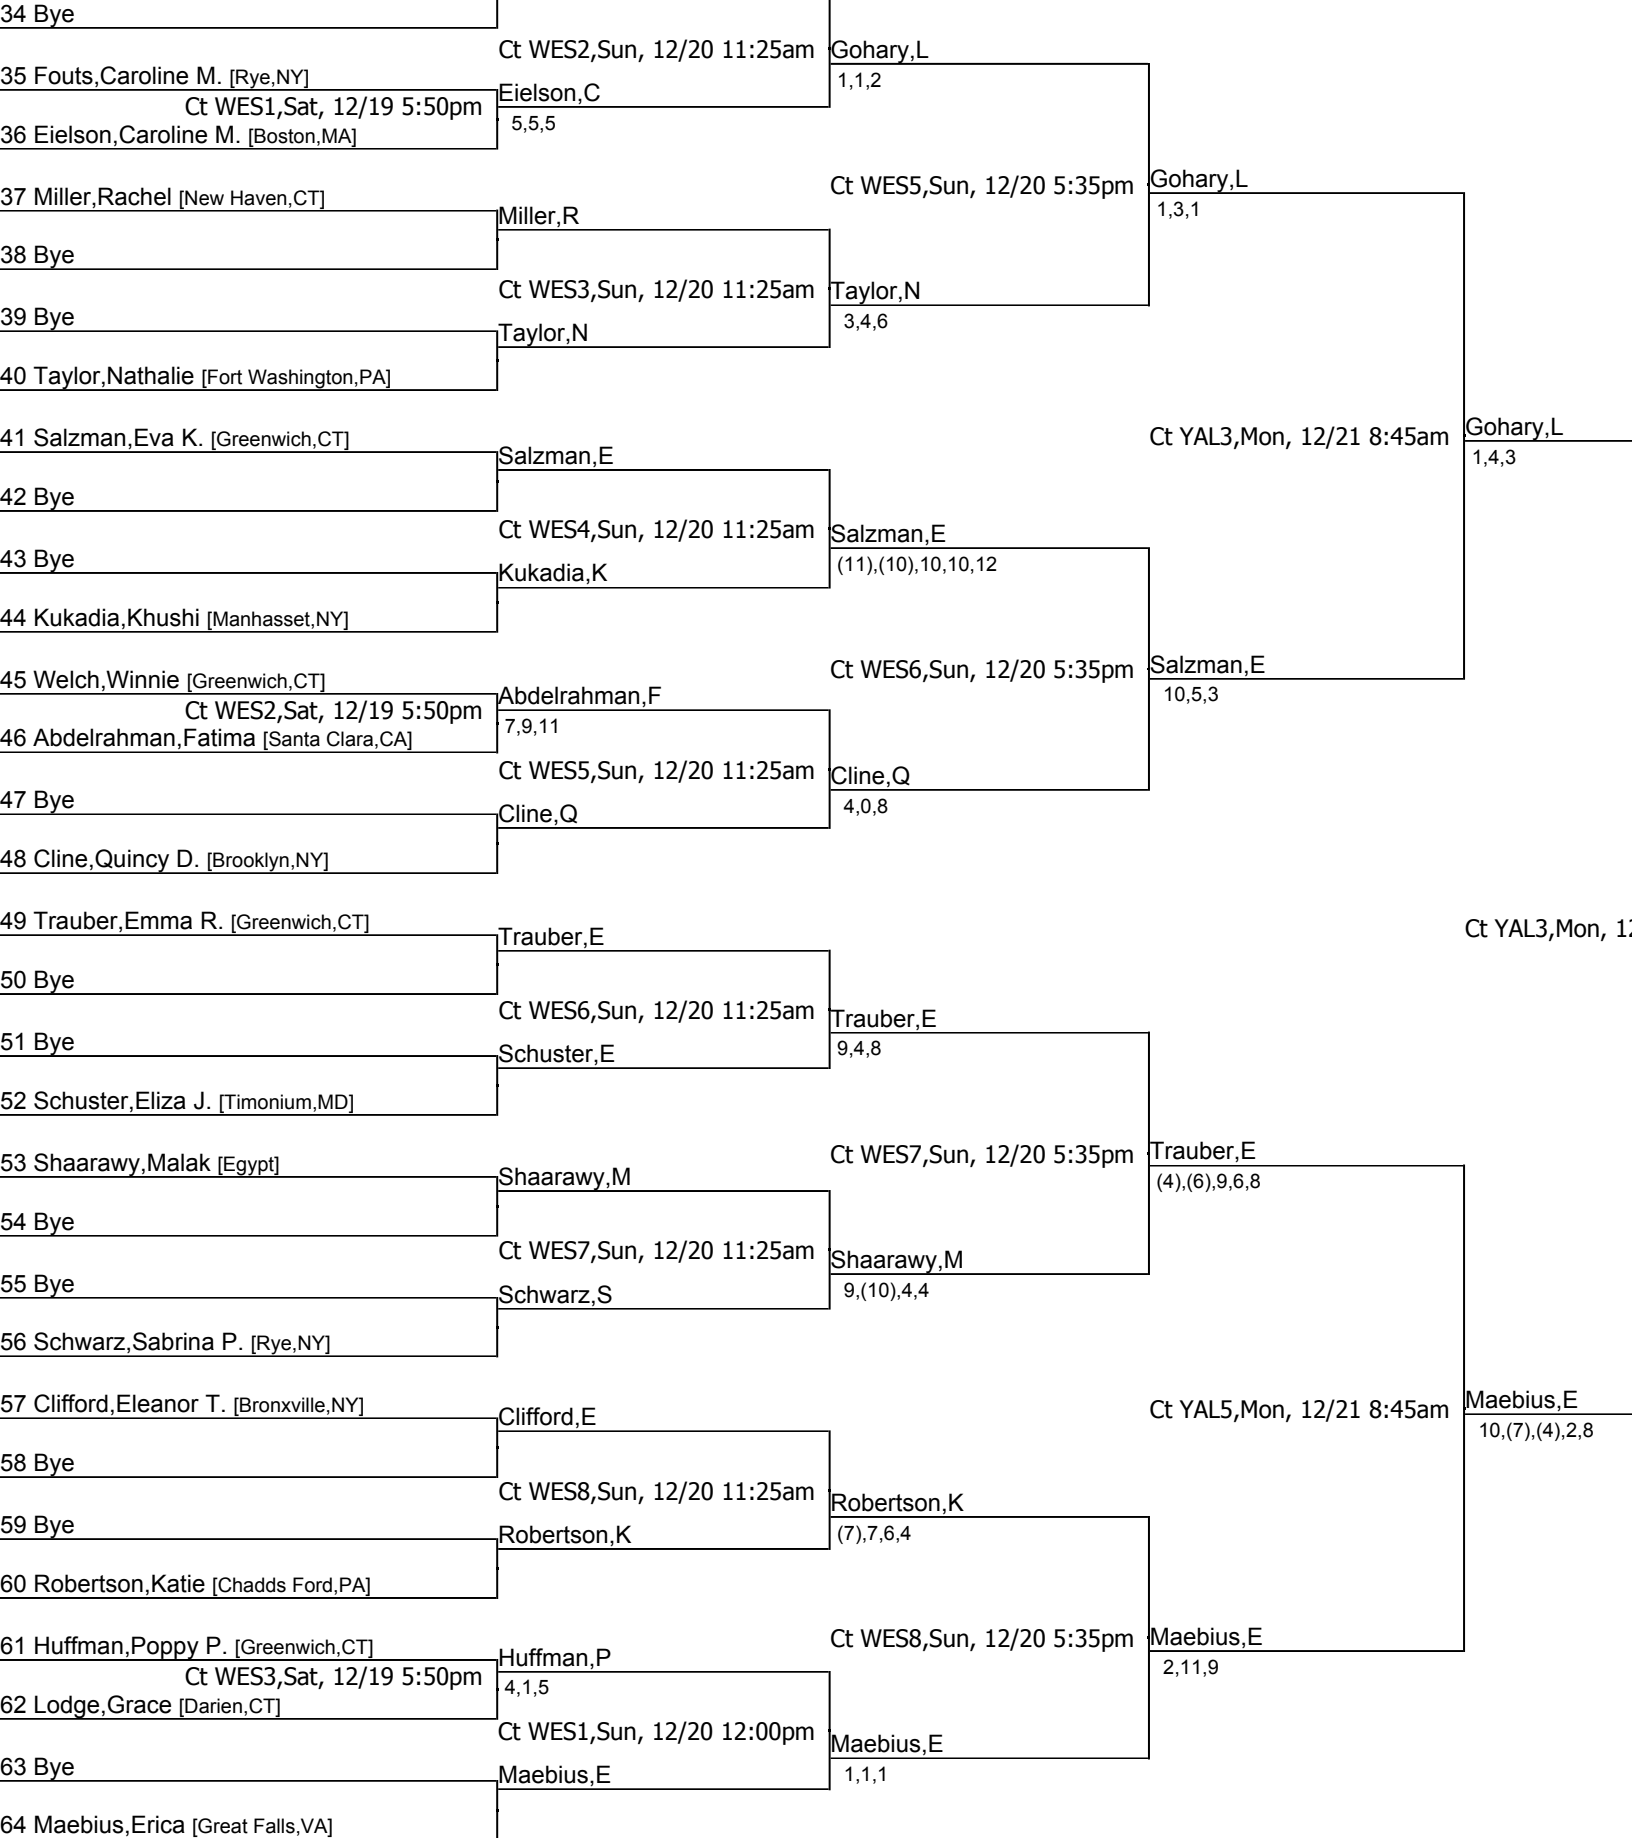 34 Bye
Ct WES2,Sun, 12/20 11:25am
Gohary,L
1,1,2
35 Fouts,Caroline M. [Rye,NY]
Ct WES1,Sat, 12/19 5:50pm
Eielson,C
5,5,5
36 Eielson,Caroline M. [Boston,MA]
Ct WES5,Sun, 12/20 5:35pm
Gohary,L
1,3,1
37 Miller,Rachel [New Haven,CT]
Miller,R
38 Bye
Ct WES3,Sun, 12/20 11:25am
Taylor,N
3,4,6
39 Bye
Taylor,N
40 Taylor,Nathalie [Fort Washington,PA]
Ct YAL3,Mon, 12/21 8:45am
Gohary,L
1,4,3
41 Salzman,Eva K. [Greenwich,CT]
Salzman,E
42 Bye
Ct WES4,Sun, 12/20 11:25am
Salzman,E
(11),(10),10,10,12
43 Bye
Kukadia,K
44 Kukadia,Khushi [Manhasset,NY]
Ct WES6,Sun, 12/20 5:35pm
Salzman,E
10,5,3
45 Welch,Winnie [Greenwich,CT]
Ct WES2,Sat, 12/19 5:50pm
Abdelrahman,F
7,9,11
46 Abdelrahman,Fatima [Santa Clara,CA]
Ct WES5,Sun, 12/20 11:25am
Cline,Q
4,0,8
47 Bye
Cline,Q
48 Cline,Quincy D. [Brooklyn,NY]
Ct YAL3,Mon,
49 Trauber,Emma R. [Greenwich,CT]
Trauber,E
50 Bye
Ct WES6,Sun, 12/20 11:25am
Trauber,E
9,4,8
51 Bye
Schuster,E
52 Schuster,Eliza J. [Timonium,MD]
Ct WES7,Sun, 12/20 5:35pm
Trauber,E
(4),(6),9,6,8
53 Shaarawy,Malak [Egypt]
Shaarawy,M
54 Bye
Ct WES7,Sun, 12/20 11:25am
Shaarawy,M
9,(10),4,4
55 Bye
Schwarz,S
56 Schwarz,Sabrina P. [Rye,NY]
Ct YAL5,Mon, 12/21 8:45am
Maebius,E
10,(7),(4),2,8
57 Clifford,Eleanor T. [Bronxville,NY]
Clifford,E
58 Bye
Ct WES8,Sun, 12/20 11:25am
Robertson,K
(7),7,6,4
59 Bye
Robertson,K
60 Robertson,Katie [Chadds Ford,PA]
Ct WES8,Sun, 12/20 5:35pm
Maebius,E
2,11,9
61 Huffman,Poppy P. [Greenwich,CT]
Ct WES3,Sat, 12/19 5:50pm
Huffman,P
4,1,5
62 Lodge,Grace [Darien,CT]
Ct WES1,Sun, 12/20 12:00pm
Maebius,E
1,1,1
63 Bye
Maebius,E
64 Maebius,Erica [Great Falls,VA]